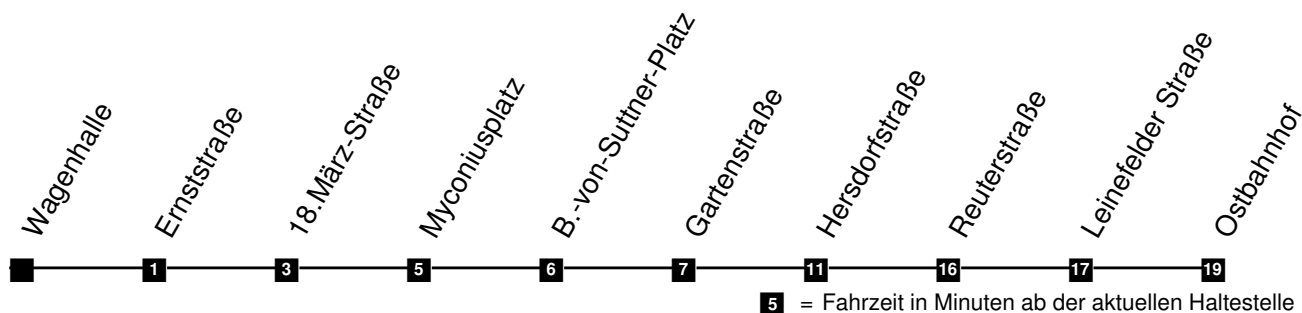 Wagenhalle
Ernststraße
18.März-Straße
Myconiusplatz
B.-von-Suttner-Platz
Gartenstraße
Hersdorfstraße
Reuterstraße
Leinefelder Straße
Ostbahnhof
1 3 5 6 7 11 16 17 19
5 = Fahrzeit in Minuten ab der aktuellen Haltestelle